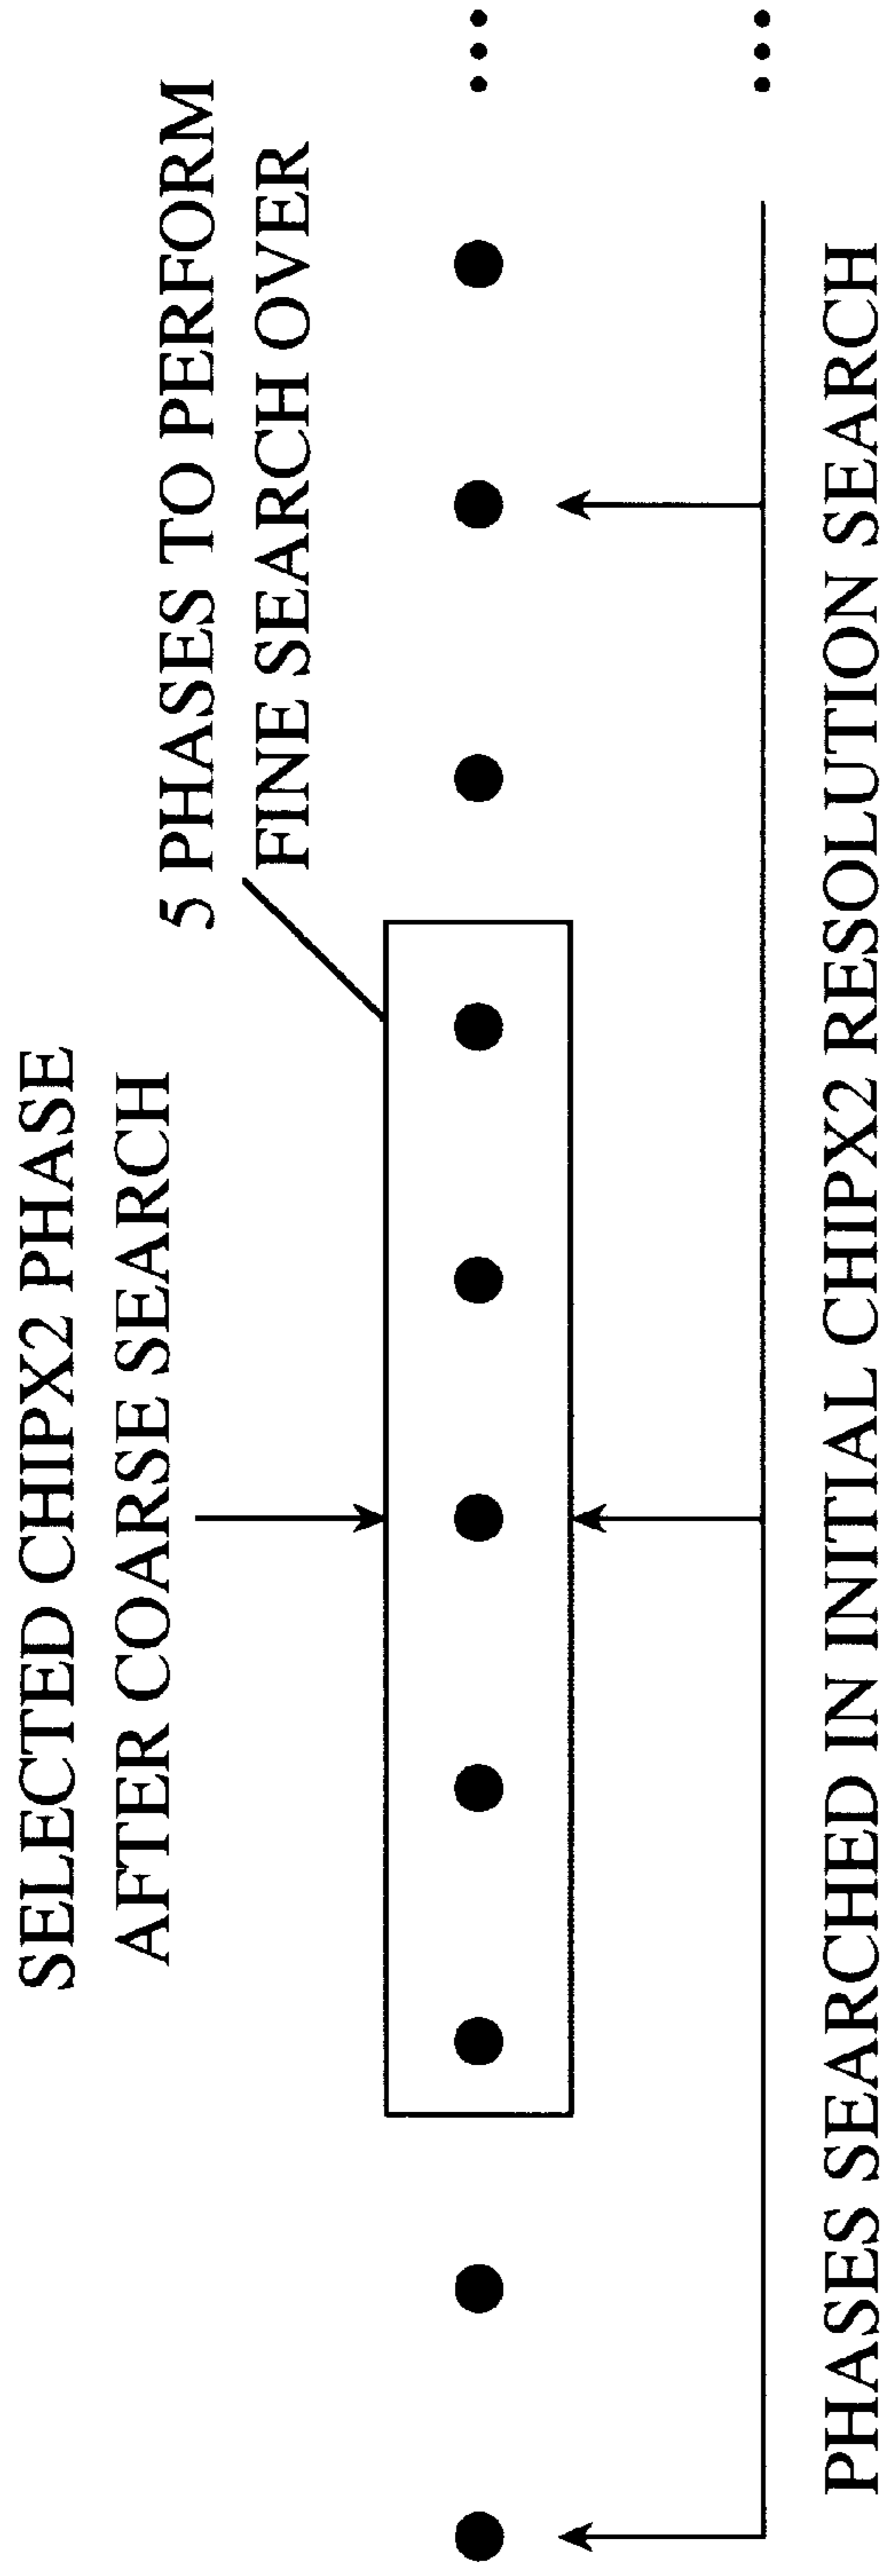 SELECTED CHIPX2 PHASE
AFTER COARSE SEARCH
5 PHASES TO PERFORM
FINE SEARCH OVER
PHASES SEARCHED IN INITIAL CHIPX2 RESOLUTION SEARCH